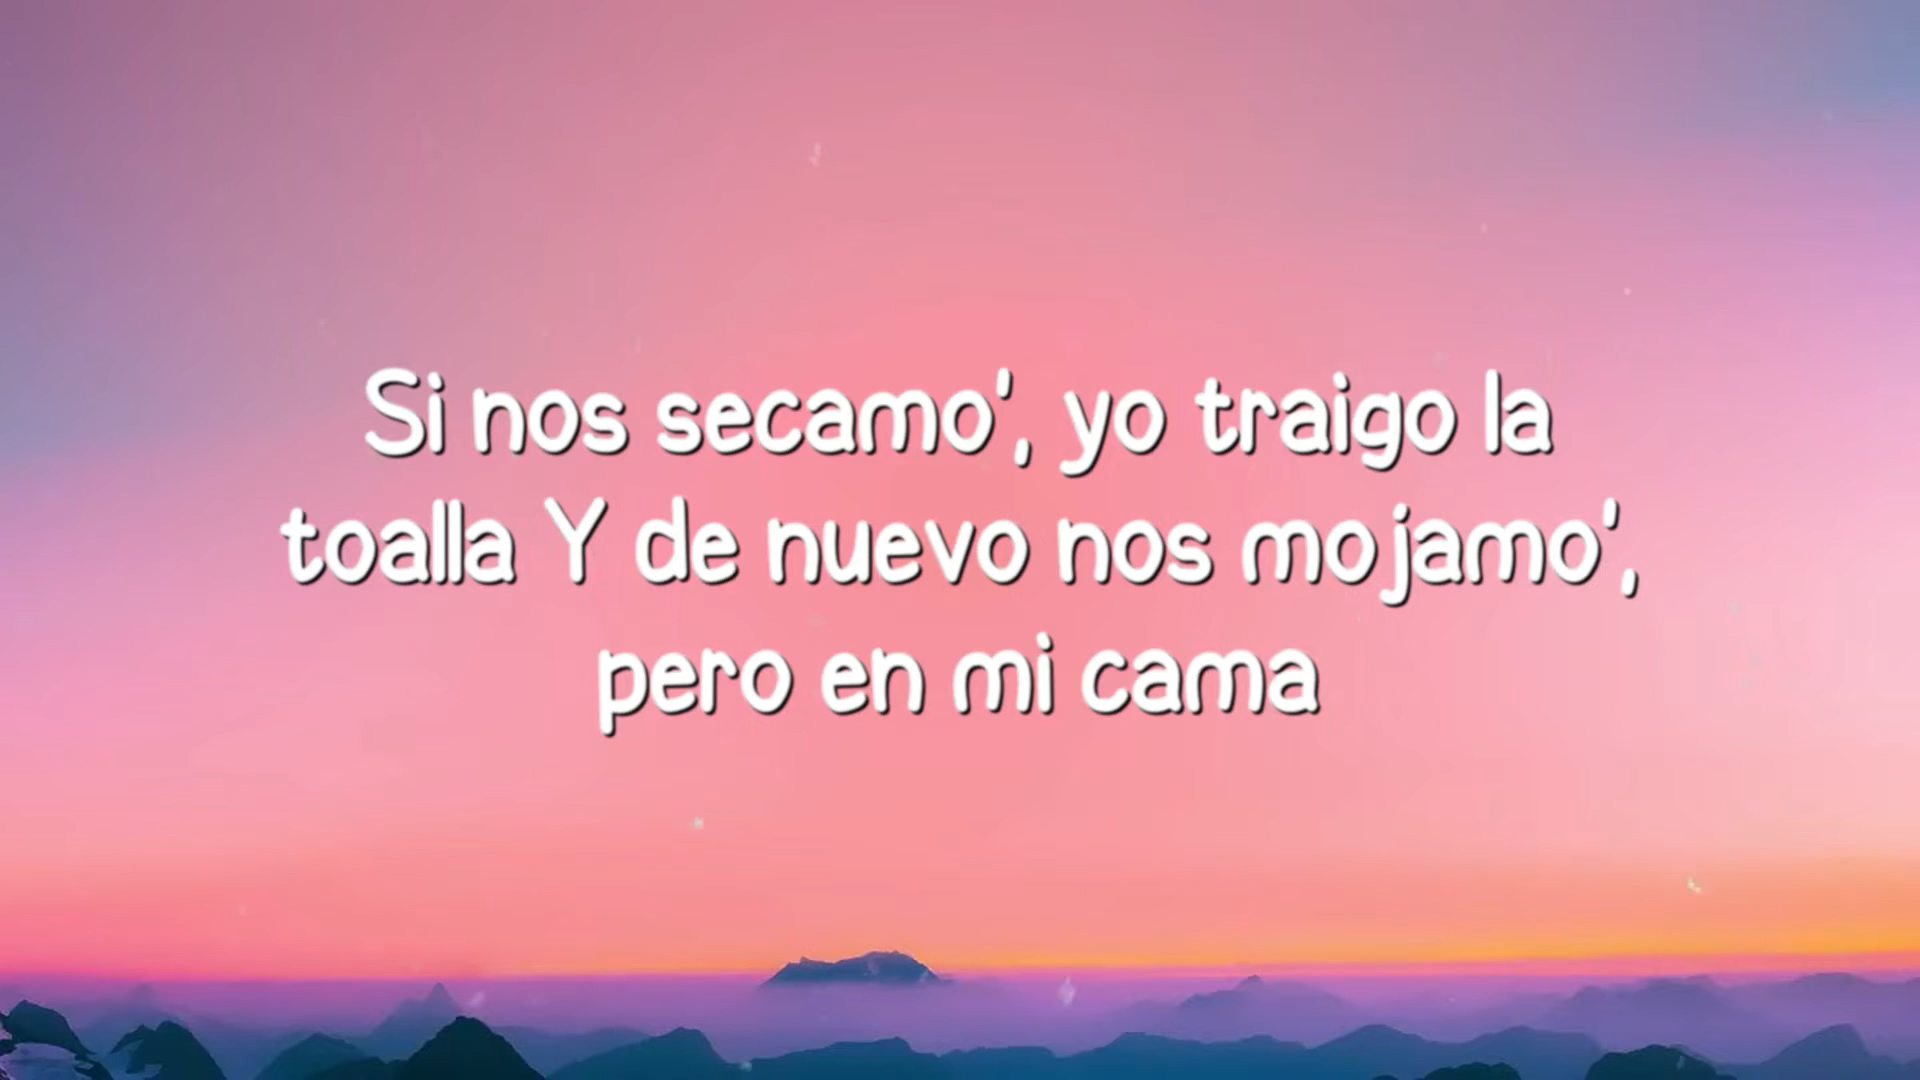 Si nos secamo', yo traigo la
toalla Y de nuevo nos mojamo',
pero en mi cama